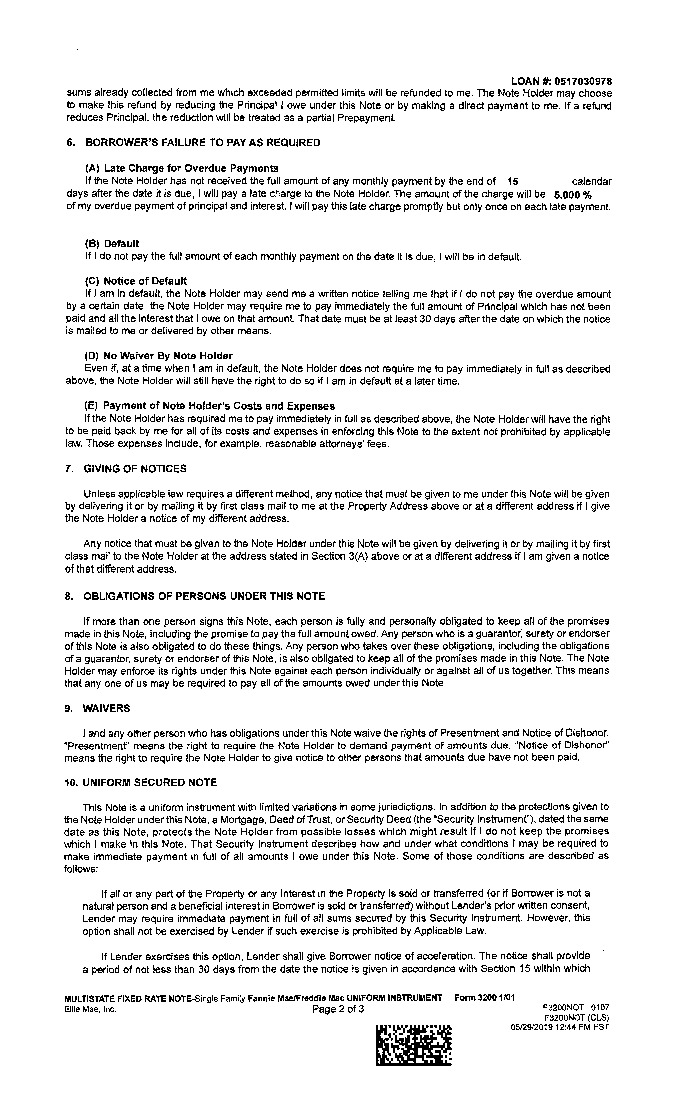 LOAN #: 0517030978
sums already collected from me which exceeded permitted limits will be refunded to me. The Note Holder may choose
to make this refund by reducing the Principal I owe under this Note or by making a direct payment to me. If a refund
reduces Principal, the reduction will be treated as a partial Prepayment.
6. BORROWER'S FAILURE TO PAY AS REQUIRED
(A) Late Charge for Overdue Payments
If the Note Holder has not received the full amount of any monthly payment by the end of 15 calendar
days after the date it is due, I will pay a late charge to the Note Holder. The amount of the charge will be 5.000 %
of my overdue payment of principal and interest. I will pay this late charge promptly but only once on each late payment.
(B) Default
If I do not pay the full amount of each monthly payment on the date it is due, I will be in default.
(C) Notice of Default
If I am in default, the Note Holder may send me a written notice telling me that if I do not pay the overdue amount
by a certain date, the Note Holder may require me to pay immediately the full amount of Principal which has not been
paid and all the interest that I owe on that amount. That date must be at least 30 days after the date on which the notice
is mailed to me or delivered by other means.
(D) No Waiver By Note Holder
Even if, at a time when I am in default, the Note Holder does not require me to pay immediately in full as described
above, the Note Holder will still have the right to do so if I am in default at a later time.
(E) Payment of Note Holder's Costs and Expenses
If the Note Holder has required me to pay immediately in full as described above, the Note Holder will have the right
to be paid back by me for all of its costs and expenses in enforcing this Note to the extent not prohibited by applicable
law. Those expenses include, for example, reasonable attorneys' fees.
7. GIVING OF NOTICES
Unless applicable law requires a different method, any notice that must be given to me under this Note will be given
by delivering it or by mailing it by first class mail to me at the Property Address above or at a different address if I give
the Note Holder a notice of my different address.
Any notice that must be given to the Note Holder under this Note will be given by delivering it or by mailing it by first
class mail to the Note Holder at the address stated in Section 3(A) above or at a different address if I am given a notice
of that different address.
8. OBLIGATIONS OF PERSONS UNDER THIS NOTE
If more than one person signs this Note, each person is fully and personally obligated to keep all of the promises
made in this Note, including the promise to pay the full amount owed. Any person who is a guarantor, surety or endorser
of this Note is also obligated to do these things. Any person who takes over these obligations, including the obligations
of a guarantor, surety or endorser of this Note, is also obligated to keep all of the promises made in this Note. The Note
Holder may enforce its rights under this Note against each person individually or against all of us together. This means
that any one of us may be required to pay all of the amounts owed under this Note.
9. WAIVERS
I and any other person who has obligations under this Note waive the rights of Presentment and Notice of Dishonor.
"Presentment" means the right to require the Note Holder to demand payment of amounts due. "Notice of Dishonor"
means the right to require the Note Holder to give notice to other persons that amounts due have not been paid.
10. UNIFORM SECURED NOTE
This Note is a uniform instrument with limited variations in some jurisdictions. In addition to the protections given to
the Note Holder under this Note, a Mortgage, Deed of Trust, or Security Deed (the "Security Instrument"), dated the same
date as this Note, protects the Note Holder from possible losses which might result if I do not keep the promises
which I make in this Note. That Security Instrument describes how and under what conditions I may be required to
make immediate payment in full of all amounts I owe under this Note. Some of those conditions are described as
follows:
If all or any part of the Property or any Interest in the Property is sold or transferred (or if Borrower is not a
natural person and a beneficial interest in Borrower is sold or transferred) without Lender's prior written consent,
Lender may require immediate payment in full of all sums secured by this Security Instrument. However, this
option shall not be exercised by Lender if such exercise is prohibited by Applicable Law.
If Lender exercises this option, Lender shall give Borrower notice of acceleration. The notice shall provide
a period of not less than 30 days from the date the notice is given in accordance with Section 15 within which
MULTISTATE FIXED RATE NOTE-Single Family Fannie Mae/Freddie Mac UNIFORM INSTRUMENT Form 3200 1/01
Ellie Mae, Inc. Page 2 of 3 F3200NOT 0107
F3200NOT (CLS)
05/29/2019 12:44 PM PST